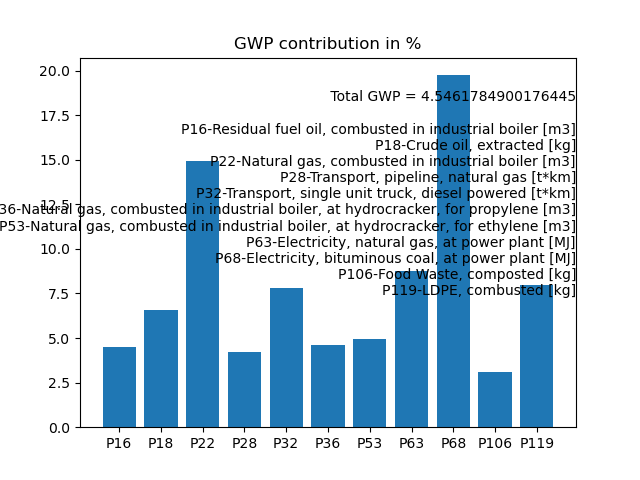 GWP contribution in %
20.0
17.5
15.0
12.5
10.0
7.5
5.0
2.5
0.0
Total GWP = 4.5461784900176445
P16-Residual fuel oil, combusted in industrial boiler [m3]
P18-Crude oil, extracted [kg]
P22-Natural gas, combusted in industrial boiler [m3]
P28-Transport, pipeline, natural gas [t*km]
P32-Transport, single unit truck, diesel powered [t*km]
36-Natural gas, combusted in industrial boiler, at hydrocracker, for propylene [m3]
P53-Natural gas, combusted in industrial boiler, at hydrocracker, for ethylene [m3]
P63-Electricity, natural gas, at power plant [MJ]
P68-Electricity, bituminous coal, at power plant [MJ]
P106-Food Waste, composted [kg]
P119-LDPE, combusted [kg]
P16 P18 P22 P28 P32 P36 P53 P63 P68 P106 P119